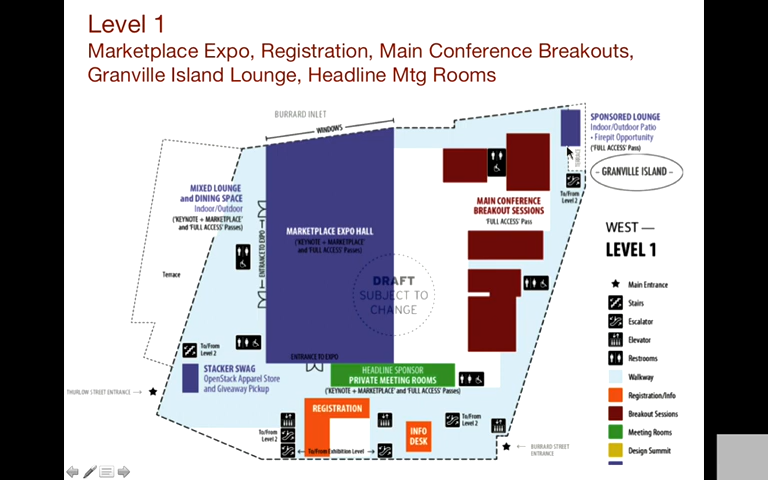 Level 1
Marketplace Expo, Registration, Main Conference Breakouts,
Granville Island Lounge, Headline Mtg Rooms
BURRARD INLET
WINDOWS
SPONSORED LOUNGE
Indoor/Outdoor Patio
• Firepit Opportunity
('FULL ACCESS' Pass)
TERRACE
GRANVILLE ISLAND
To/From
Level 2
MIXED LOUNGE
and DINING SPACE
Indoor/Outdoor
('KEYNOTE + MARKETPLACE'
and 'FULL ACCESS' Passes)
ENTRANCE TO EXPO
MARKETPLACE EXPO HALL
('KEYNOTE + MARKETPLACE'
and 'FULL ACCESS' Passes)
MAIN CONFERENCE
BREAKOUT SESSIONS
'FULL ACCESS' Pass
Terrace
DRAFT
SUBJECT TO
CHANGE
WEST —
LEVEL 1
Main Entrance
Stairs
Escalator
Elevator
Restrooms
Walkway
Registration/Info
Breakout Sessions
Meeting Rooms
Design Summit
To/From
Level 2
ENTRANCE TO EXPO
STACKER SWAG
OpenStack Apparel Store
and Giveaway Pickup
HEADLINE SPONSOR
PRIVATE MEETING ROOMS
('KEYNOTE + MARKETPLACE' and 'FULL ACCESS' Passes)
THURLOW STREET ENTRANCE
REGISTRATION
INFO
DESK
To/From
Level 2
To/From
Level 2
To/From Exhibition Level
BURRARD STREET
ENTRANCE